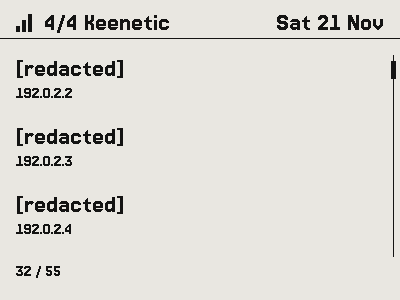 4/4 Keenetic
Sat 21 Nov
[redacted]
192.0.2.2
[redacted]
192.0.2.3
[redacted]
192.0.2.4
32 / 55